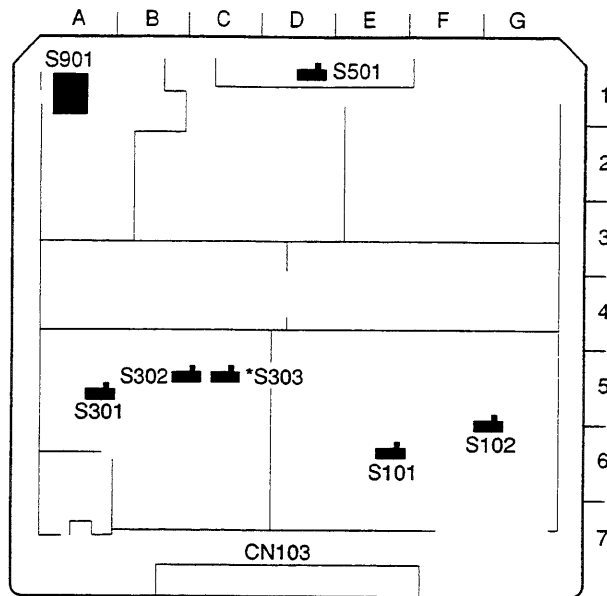 A B C D E F G
S901
S501
1
2
3
4
S302 *S303
5
S301
S102
S101
6
7
CN103